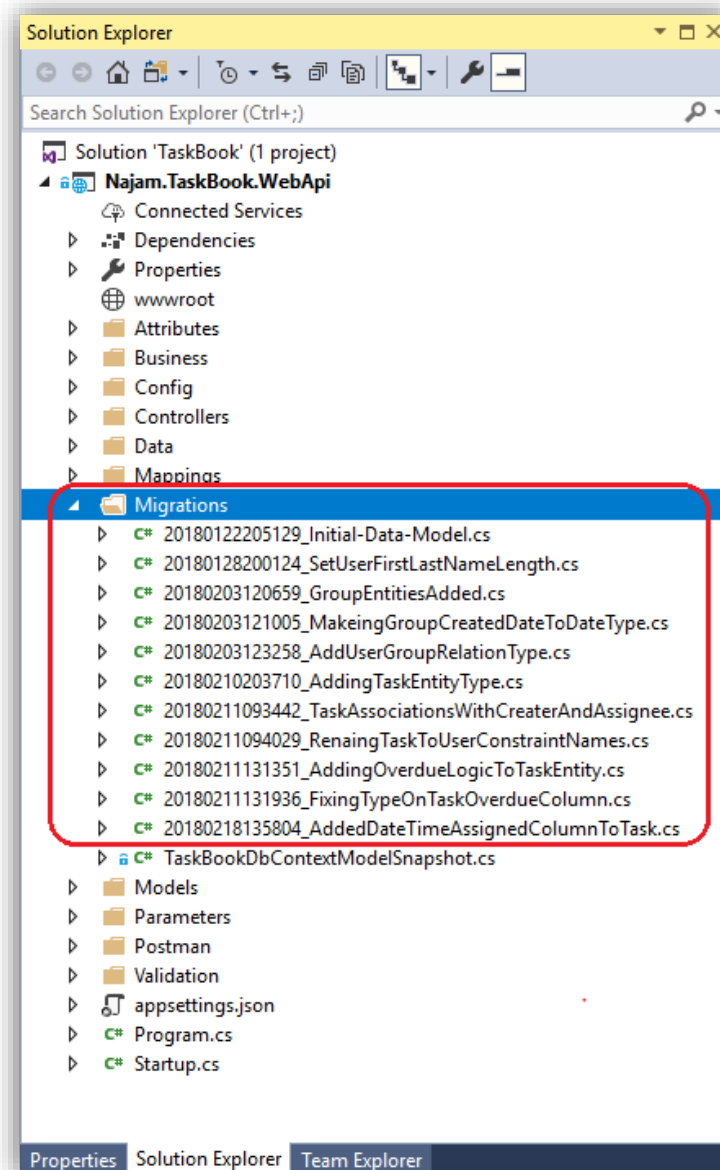 Solution Explorer
Search Solution Explorer (Ctrl+;)
Solution 'TaskBook' (1 project)
Najam.TaskBook.WebApi
Connected Services
Dependencies
Properties
wwwroot
Attributes
Business
Config
Controllers
Data
Mappings
Migrations
C# 20180122205129_Initial-Data-Model.cs
C# 20180128200124_SetUserFirstLastNameLength.cs
C# 20180203120659_GroupEntitiesAdded.cs
C# 20180203121005_MakeingGroupCreatedDateToDateType.cs
C# 20180203123258_AddUserGroupRelationType.cs
C# 20180210203710_AddingTaskEntityType.cs
C# 20180211093442_TaskAssociationsWithCreaterAndAssignee.cs
C# 20180211094029_RenaingTaskToUserConstraintNames.cs
C# 20180211131351_AddingOverdueLogicToTaskEntity.cs
C# 20180211131936_FixingTypeOnTaskOverdueColumn.cs
C# 20180218135804_AddedDateTimeAssignedColumnToTask.cs
C# TaskBookDbContextModelSnapshot.cs
Models
Parameters
Postman
Validation
appsettings.json
C# Program.cs
C# Startup.cs
Properties Solution Explorer Team Explorer